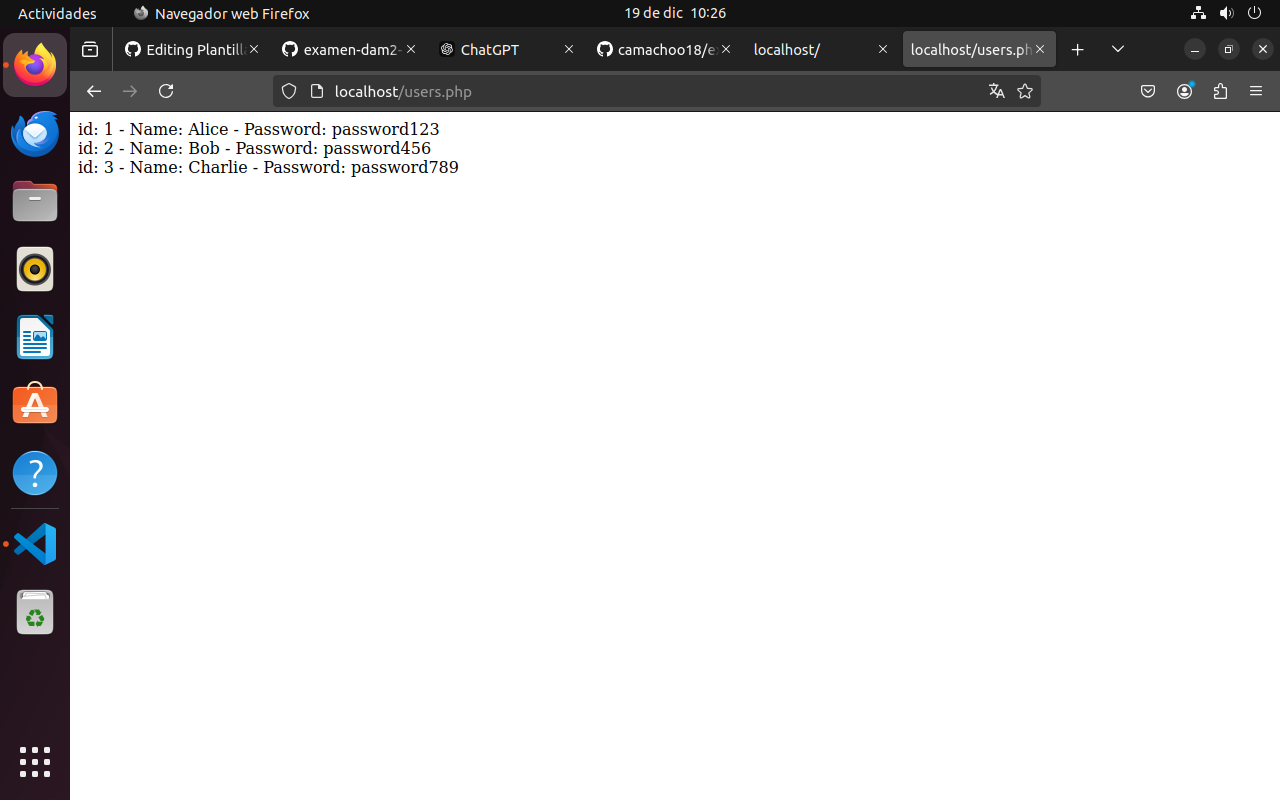 Actividades Navegador web Firefox 19 de dic 10:26
Editing Plantill examen-dam2- ChatGPT camachoo18/ex localhost/ localhost/users.ph
localhost/users.php
id: 1 - Name: Alice - Password: password123
id: 2 - Name: Bob - Password: password456
id: 3 - Name: Charlie - Password: password789